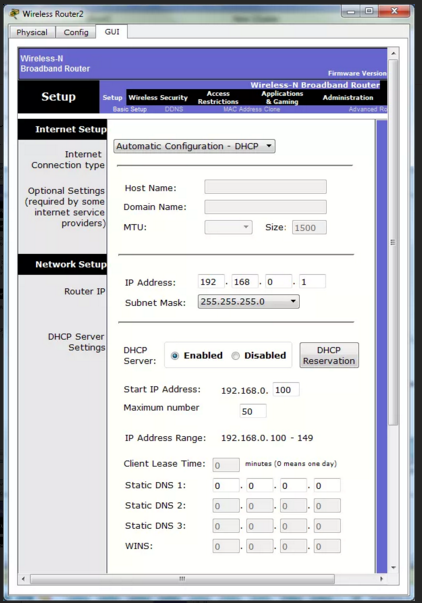 Wireless Router2
Physical Config GUI
Wireless-N
Broadband Router
Firmware Version
Wireless-N Broadband Router
Setup
Setup Wireless Security Access Restrictions Applications & Gaming Administration
Basic Setup DDNS MAC Address Clone Advanced Ro
Internet Setup
Internet Connection type
Automatic Configuration - DHCP
Optional Settings
(required by some
internet service
providers)
Host Name:
Domain Name:
MTU: Size: 1500
Network Setup
Router IP
IP Address: 192 . 168 . 0 . 1
Subnet Mask: 255.255.255.0
DHCP Server
Settings
DHCP Server: Enabled Disabled DHCP Reservation
Start IP Address: 192.168.0. 100
Maximum number 50
IP Address Range: 192.168.0.100 - 149
Client Lease Time: 0 minutes (0 means one day)
Static DNS 1: 0 . 0 . 0 . 0
Static DNS 2: 0 . 0 . 0 . 0
Static DNS 3: 0 . 0 . 0 . 0
WINS: 0 . 0 . 0 . 0